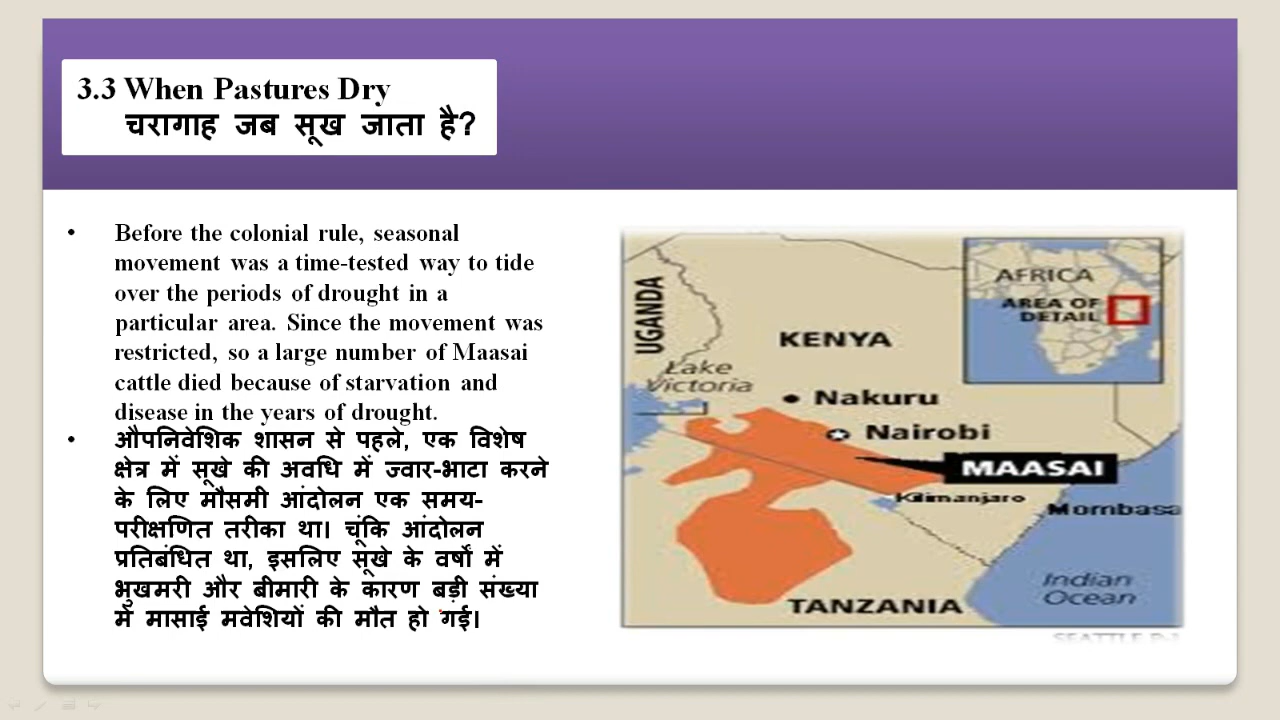 3.3 When Pastures Dry
चरागाह जब सूख जाता है?
• Before the colonial rule, seasonal
movement was a time-tested way to tide
over the periods of drought in a
particular area. Since the movement was
restricted, so a large number of Maasai
cattle died because of starvation and
disease in the years of drought.
• औपनिवेशिक शासन से पहले, एक विशेष
क्षेत्र में सूखे की अवधि में ज्वार-भाटा करने
के लिए मौसमी आंदोलन एक समय-
परीक्षणित तरीका था। चूंकि आंदोलन
प्रतिबंधित था, इसलिए सूखे के वर्षों में
भुखमरी और बीमारी के कारण बड़ी संख्या
में मासाई मवेशियों की मौत हो गई।
AFRICA
AREA OF
DETAIL
UGANDA
KENYA
Lake
Victoria
Nakuru
Nairobi
MAASAI
Kilimanjaro
Mombasa
Indian
Ocean
TANZANIA
SEATTLE P-I